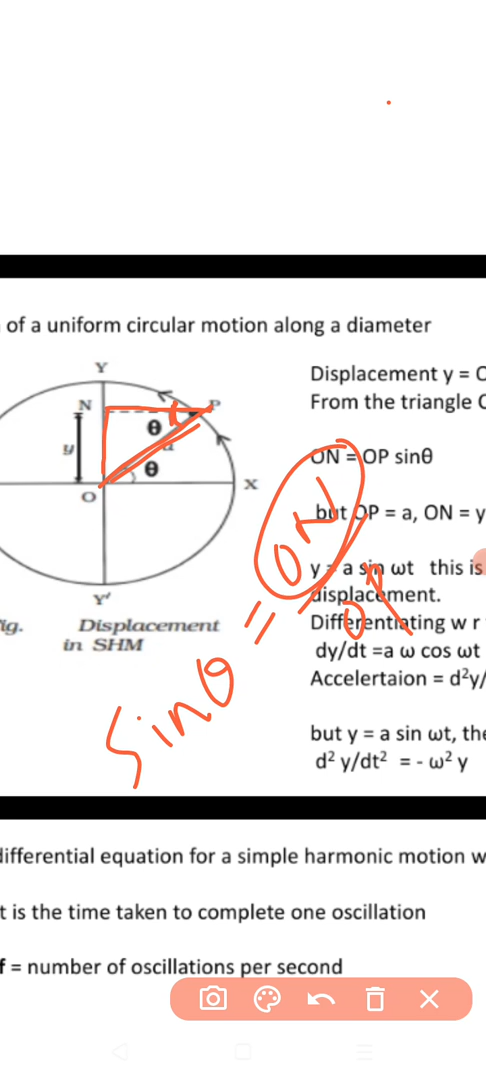 of a uniform circular motion along a diameter
Y
N
P
θ
y
a
θ
O
X
Y'
Displacement
in SHM
Displacement y =
From the triangle
ON = OP sinθ
but OP = a, ON = y
y = a sin ωt this is
displacement.
Differentiating w r
dy/dt =a ω cos ωt
Accelertaion = d²y/
but y = a sin ωt, the
d² y/dt² = - ω² y
sinθ = ON
OP
differential equation for a simple harmonic motion w
t is the time taken to complete one oscillation
f = number of oscillations per second